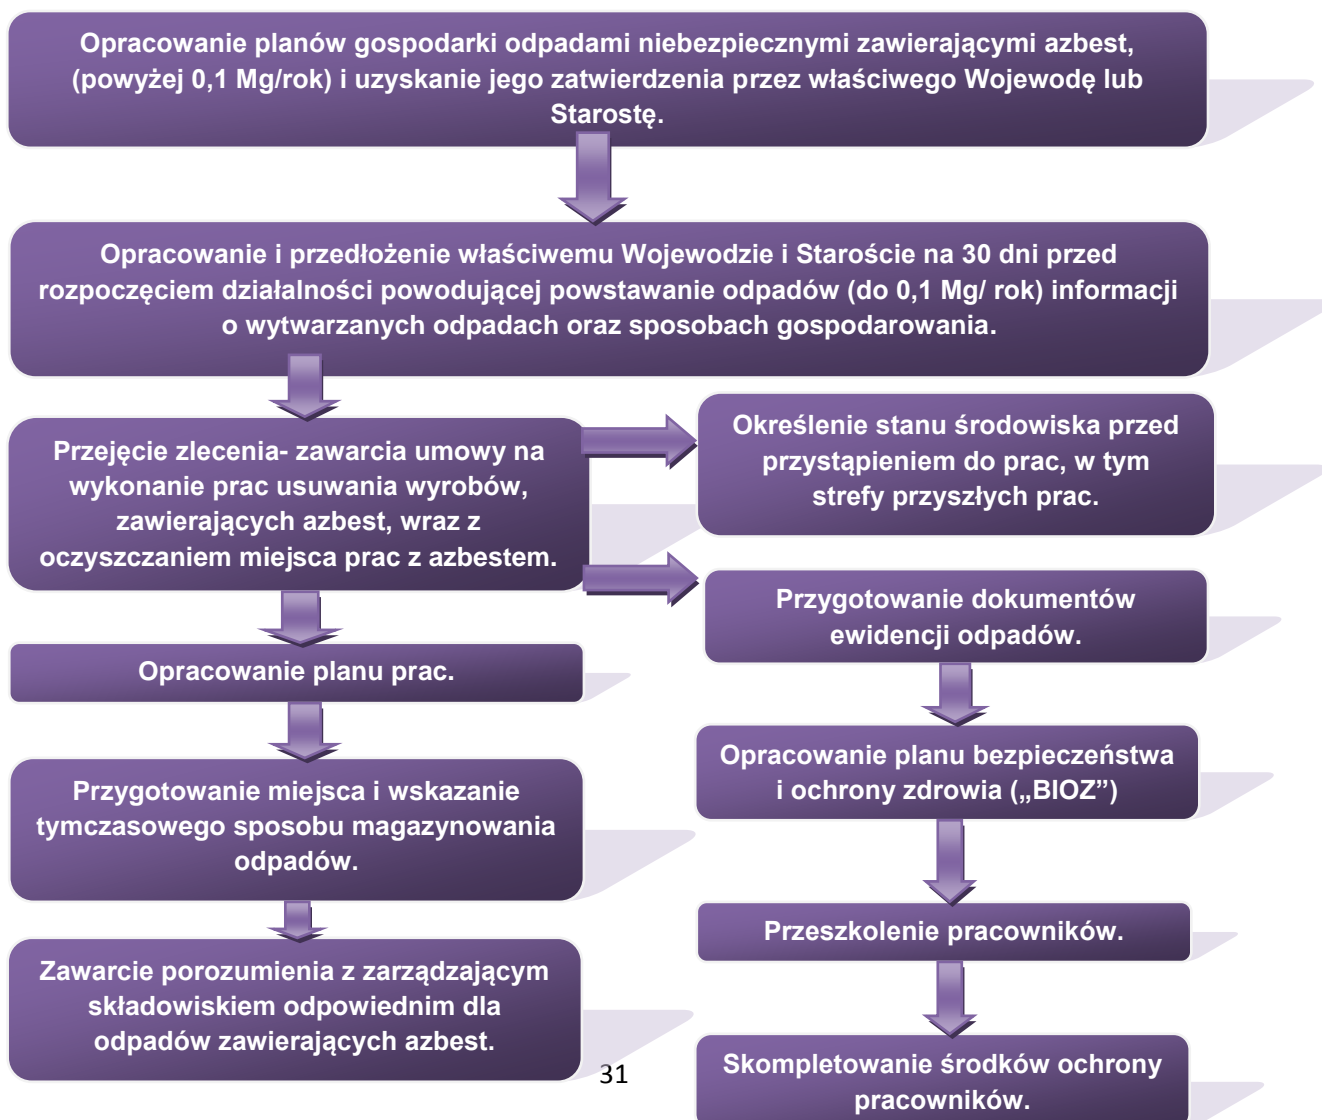 Opracowanie planów gospodarki odpadami niebezpiecznymi zawierającymi azbest,
(powyżej 0,1 Mg/rok) i uzyskanie jego zatwierdzenia przez właściwego Wojewodę lub
Starostę.
Opracowanie i przedłożenie właściwemu Wojewodzie i Staroście na 30 dni przed
rozpoczęciem działalności powodującej powstawanie odpadów (do 0,1 Mg/ rok) informacji
o wytwarzanych odpadach oraz sposobach gospodarowania.
Przejęcie zlecenia- zawarcia umowy na
wykonanie prac usuwania wyrobów,
zawierających azbest, wraz z
oczyszczaniem miejsca prac z azbestem.
Opracowanie planu prac.
Przygotowanie miejsca i wskazanie
tymczasowego sposobu magazynowania
odpadów.
Zawarcie porozumienia z zarządzającym
składowiskiem odpowiednim dla
odpadów zawierających azbest.
Określenie stanu środowiska przed
przystąpieniem do prac, w tym
strefy przyszłych prac.
Przygotowanie dokumentów
ewidencji odpadów.
Opracowanie planu bezpieczeństwa
i ochrony zdrowia („BIOZ”)
Przeszkolenie pracowników.
Skompletowanie środków ochrony
pracowników.
31